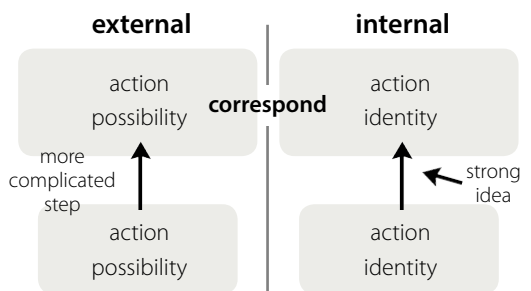 external
internal
action
possibility
correspond
action
identity
more
complicated
step
strong
idea
action
possibility
action
identity